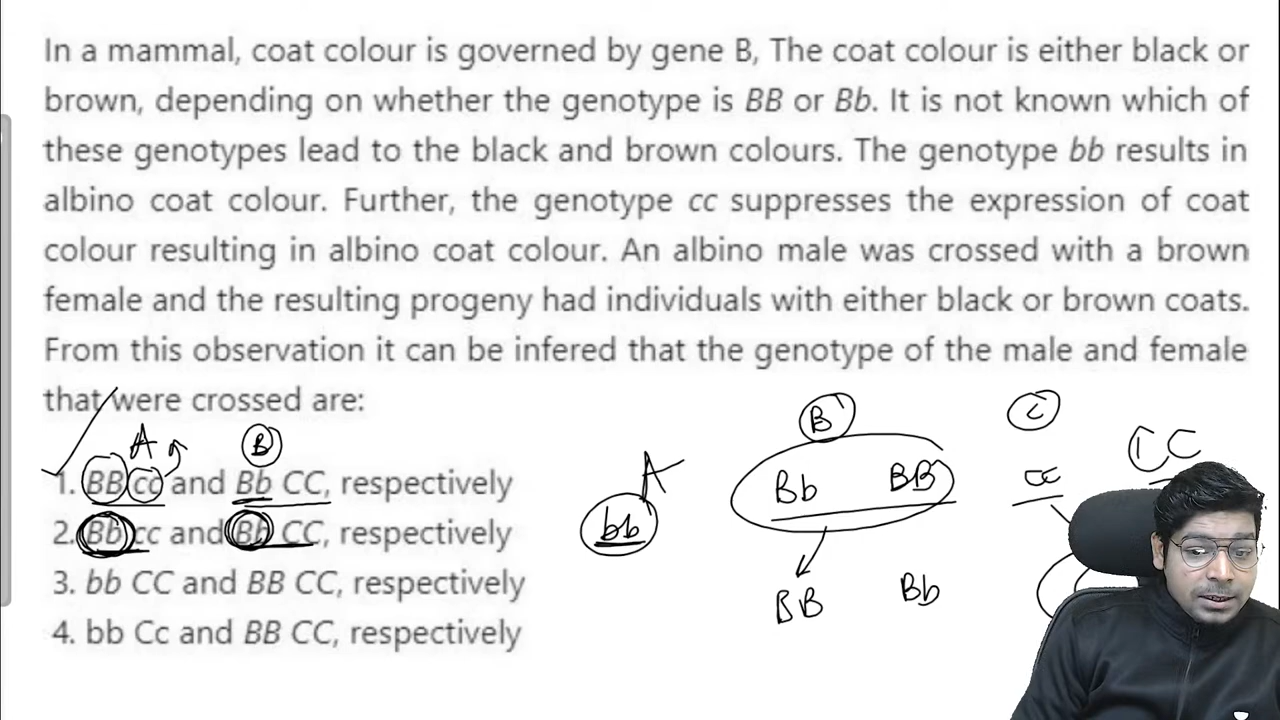 In a mammal, coat colour is governed by gene B, The coat colour is either black or
brown, depending on whether the genotype is BB or Bb. It is not known which of
these genotypes lead to the black and brown colours. The genotype bb results in
albino coat colour. Further, the genotype cc suppresses the expression of coat
colour resulting in albino coat colour. An albino male was crossed with a brown
female and the resulting progeny had individuals with either black or brown coats.
From this observation it can be infered that the genotype of the male and female
that were crossed are:
A B
1. BB cc and Bb CC, respectively
2. Bb cc and Bb CC, respectively
3. bb CC and BB CC, respectively
4. bb Cc and BB CC, respectively
B C
A Bb BB cc CC
bb
BB Bb